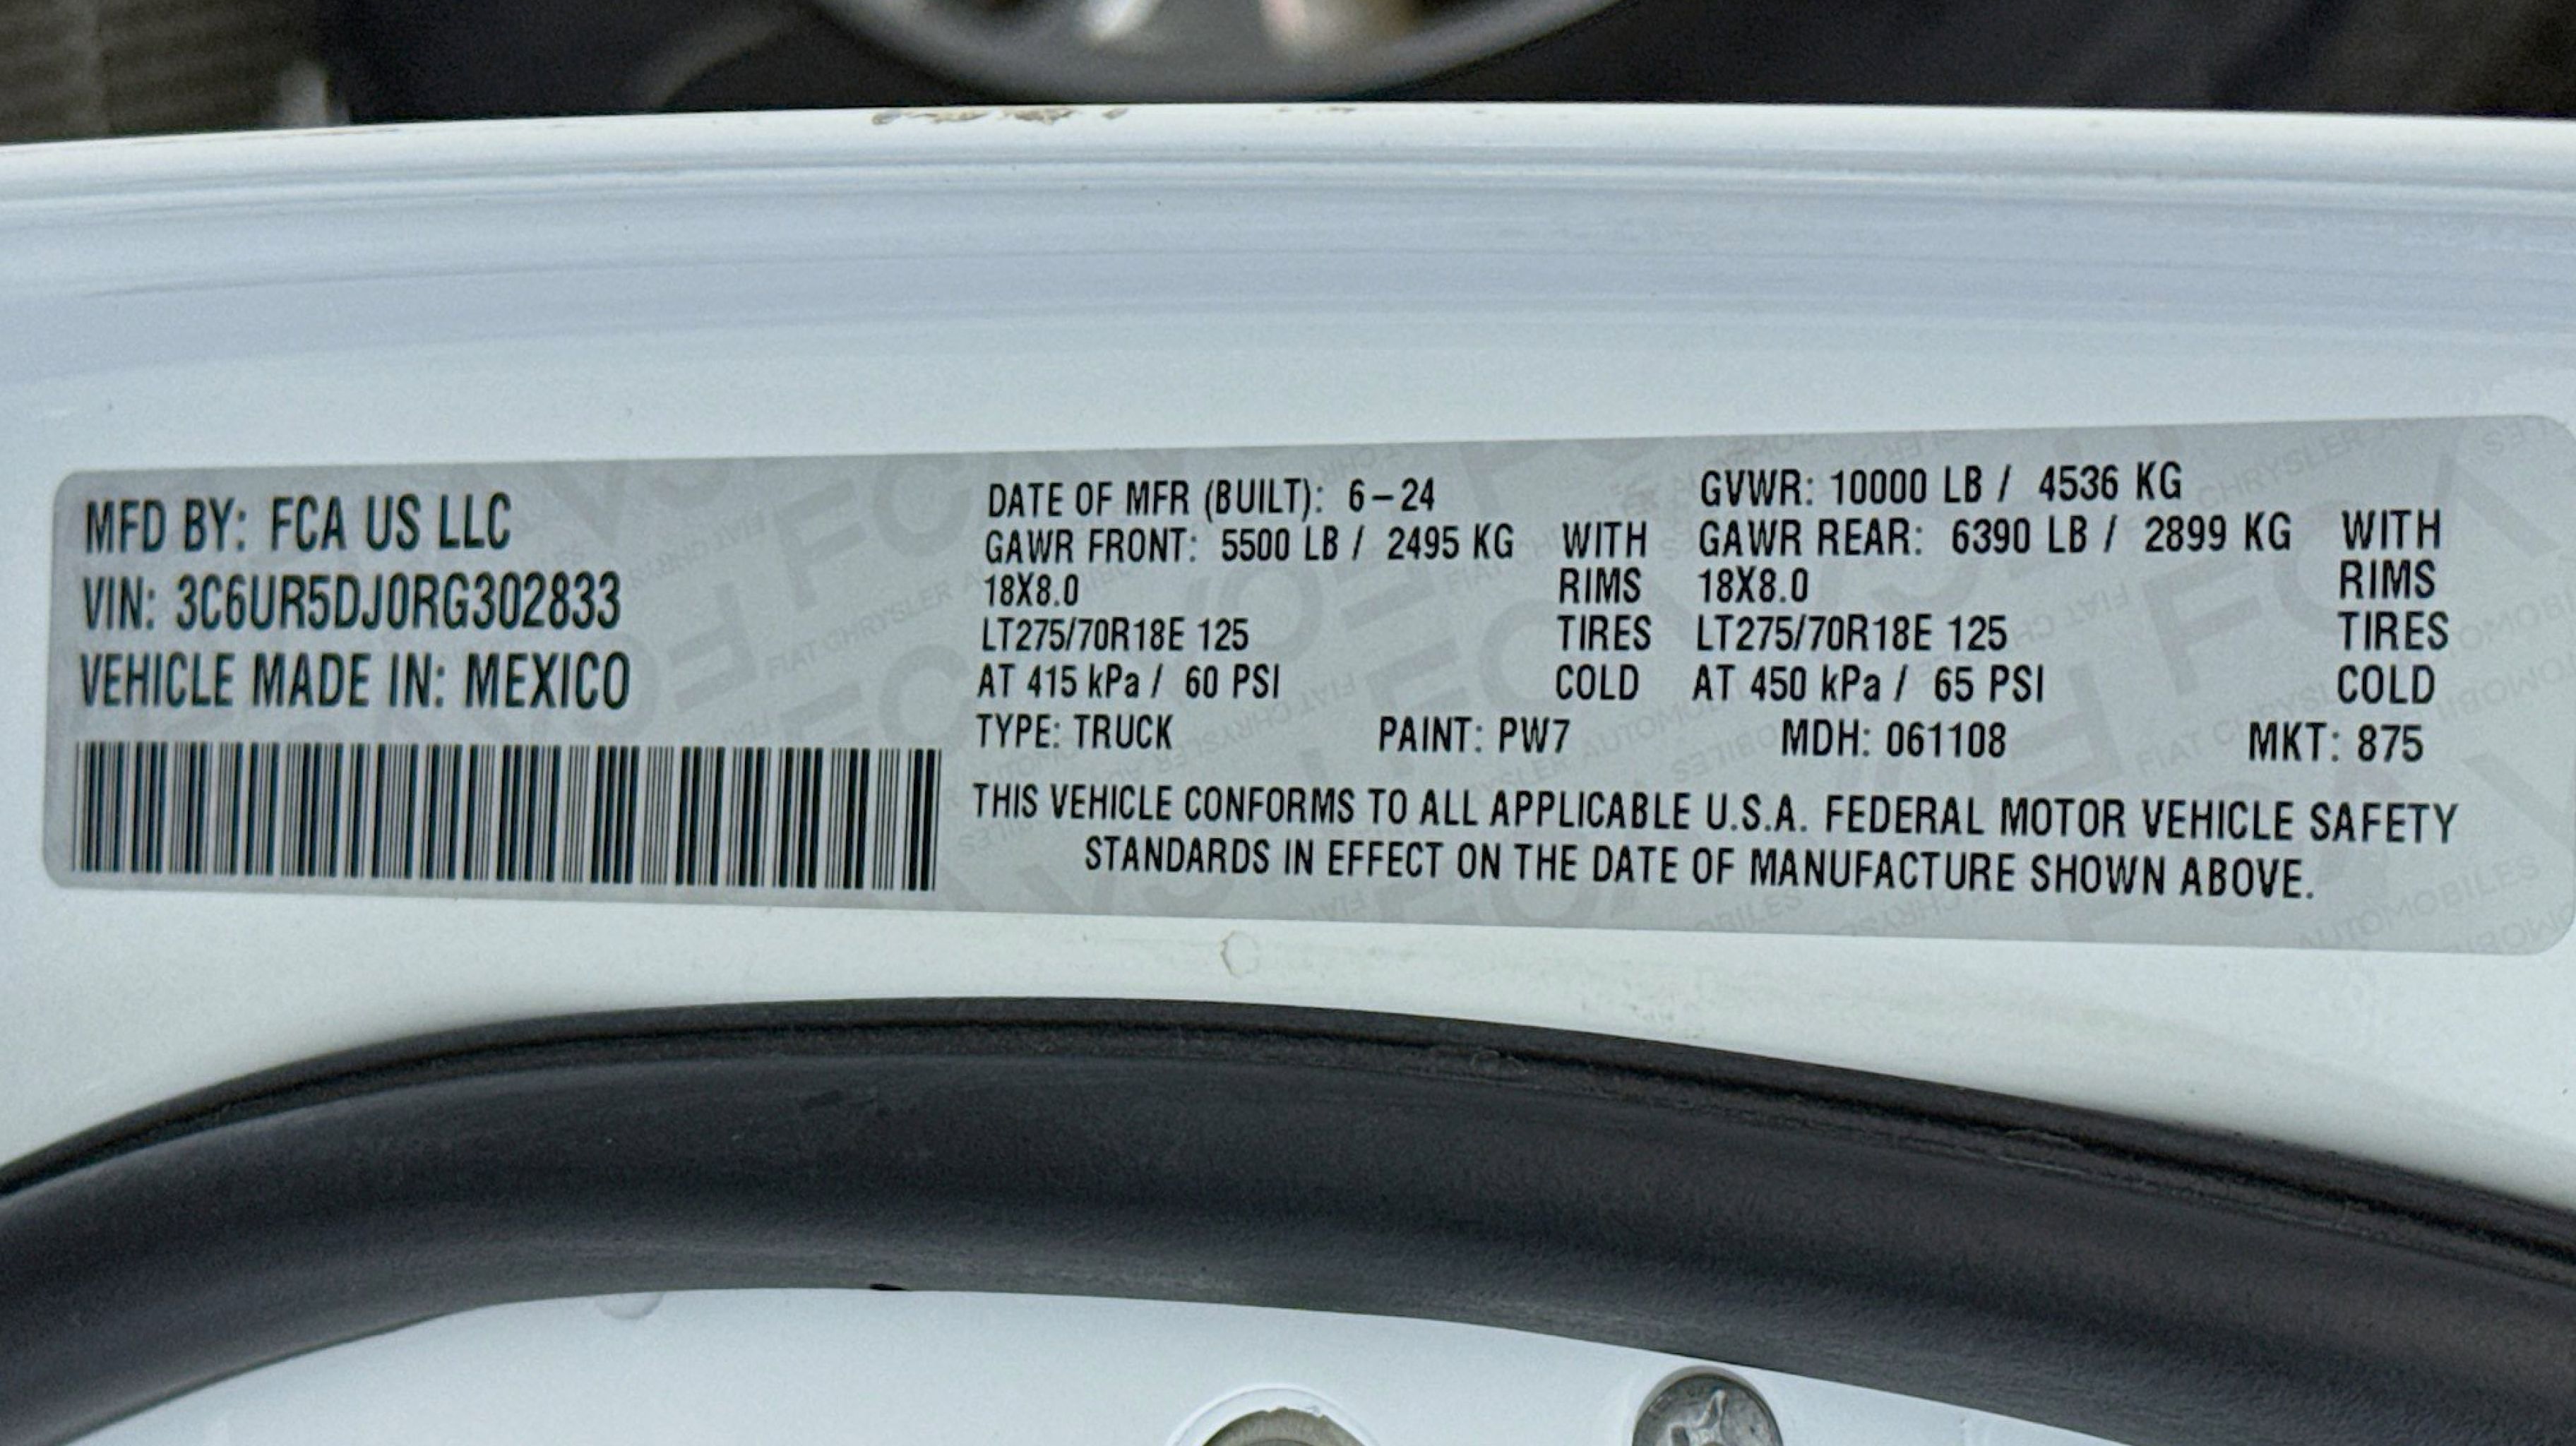 MFD BY: FCA US LLC
VIN: 3C6UR5DJ0RG302833
VEHICLE MADE IN: MEXICO
DATE OF MFR (BUILT): 6-24 GVWR: 10000 LB / 4536 KG
GAWR FRONT: 5500 LB / 2495 KG WITH GAWR REAR: 6390 LB / 2899 KG WITH
18X8.0 RIMS 18X8.0 RIMS
LT275/70R18E 125 TIRES LT275/70R18E 125 TIRES
AT 415 kPa / 60 PSI COLD AT 450 kPa / 65 PSI COLD
TYPE: TRUCK PAINT: PW7 MDH: 061108 MKT: 875
THIS VEHICLE CONFORMS TO ALL APPLICABLE U.S.A. FEDERAL MOTOR VEHICLE SAFETY
STANDARDS IN EFFECT ON THE DATE OF MANUFACTURE SHOWN ABOVE.